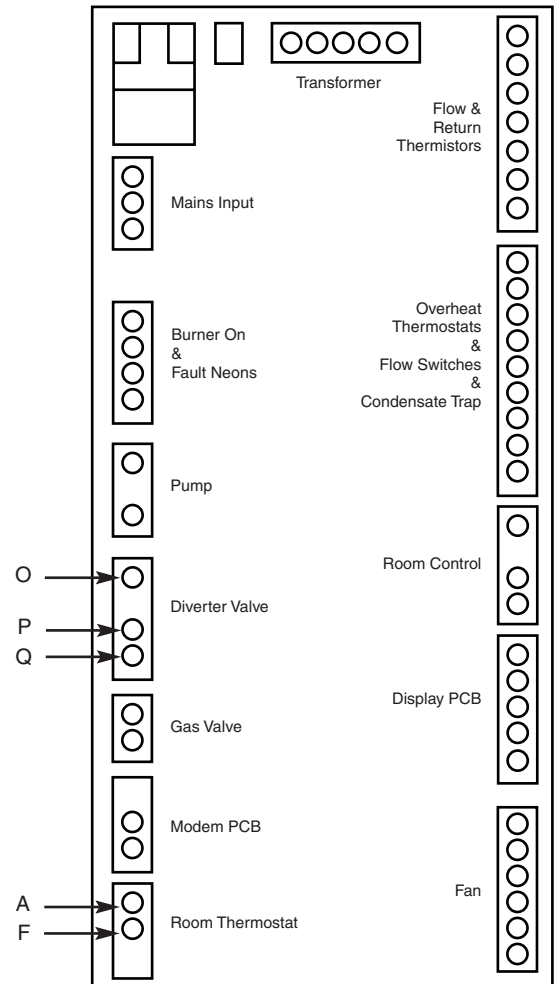 Transformer
Flow &
Return
Thermistors
Mains Input
Overheat
Thermostats
&
Flow Switches
&
Condensate Trap
Burner On
&
Fault Neons
Pump
Room Control
O
Diverter Valve
P
Q
Display PCB
Gas Valve
Modem PCB
Fan
A
Room Thermostat
F